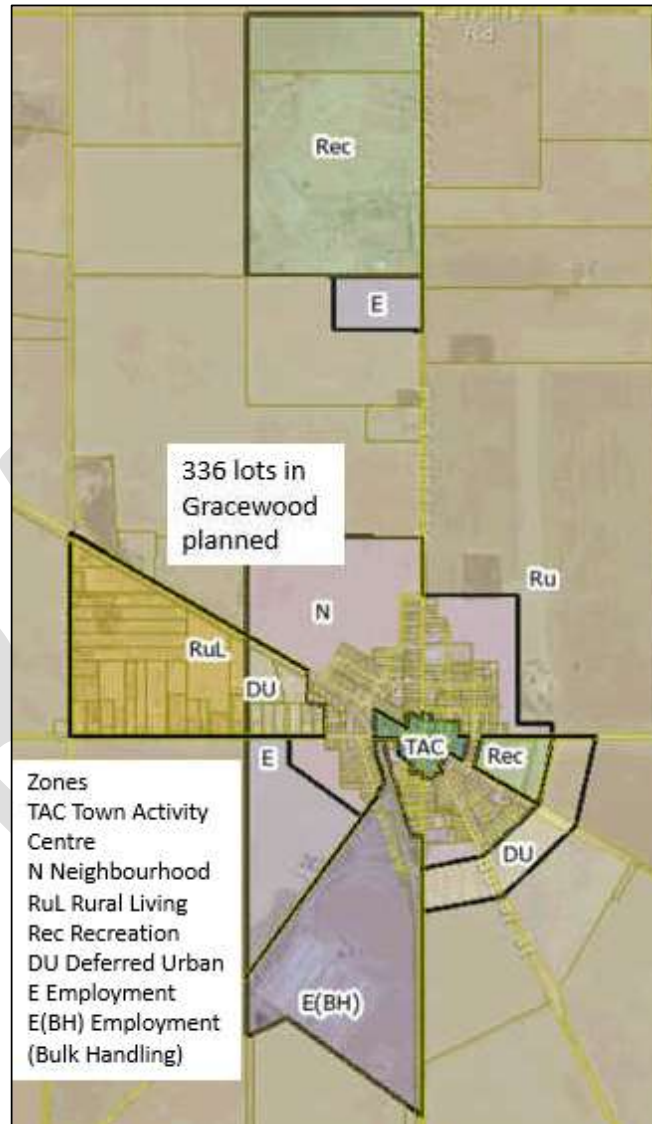 Rd
Rec
E
336 lots in
Gracewood
planned
Ru
N
RuL
DU
TAC
E
Rec
DU
E(BH)
Zones
TAC Town Activity
Centre
N Neighbourhood
RuL Rural Living
Rec Recreation
DU Deferred Urban
E Employment
E(BH) Employment
(Bulk Handling)